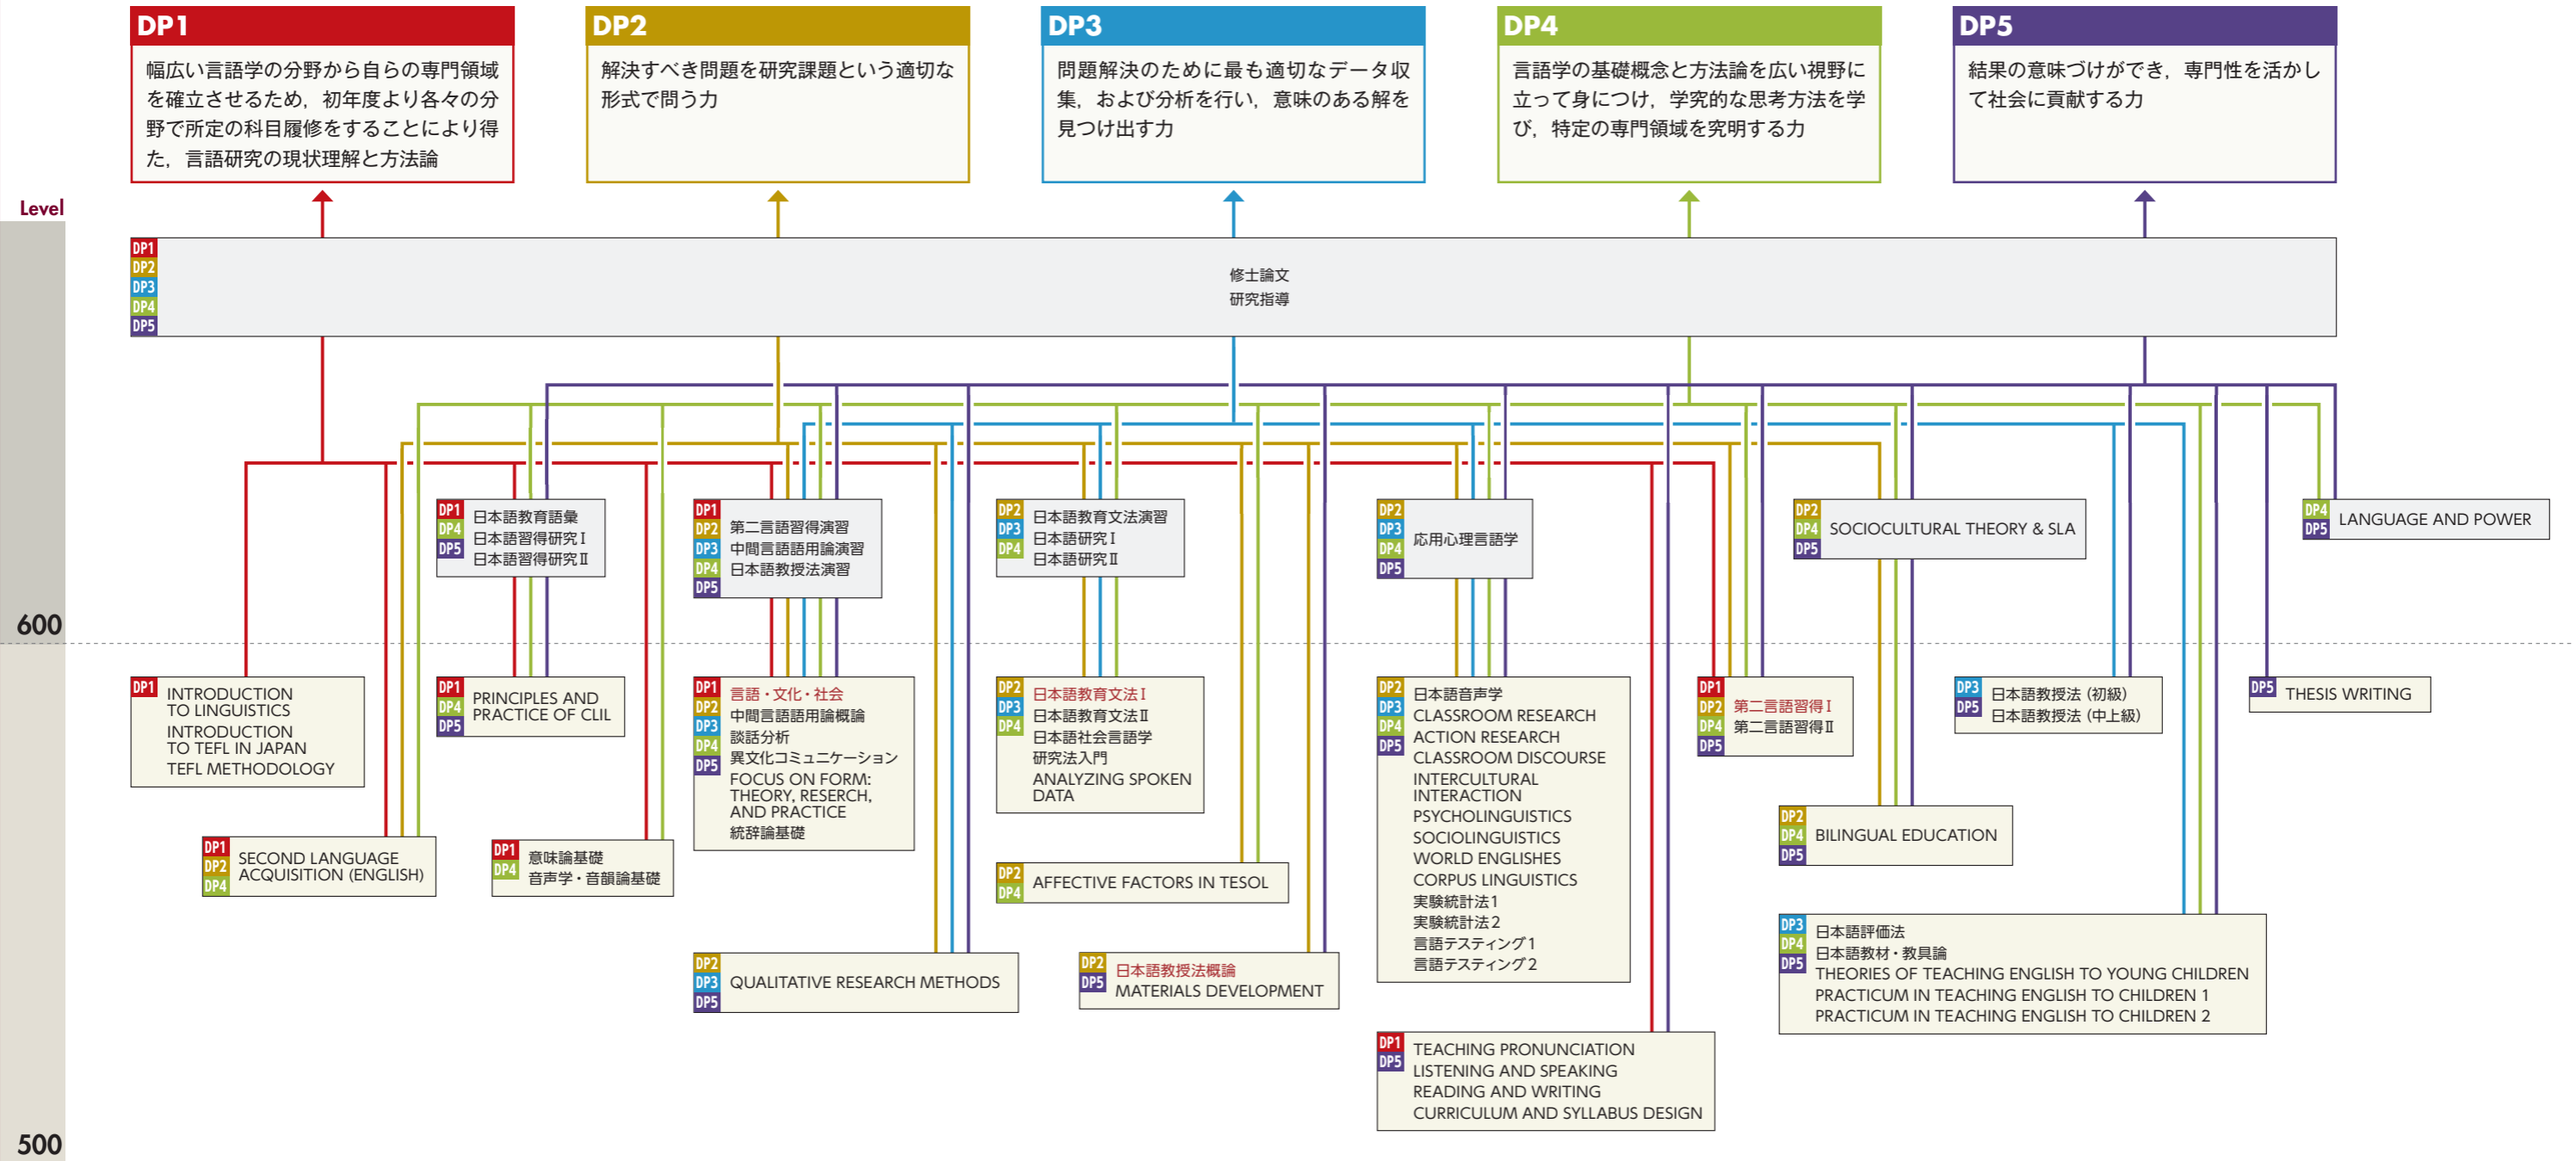 DP1
幅広い言語学の分野から自らの専門領域
を確立させるため，初年度より各々の分
野で所定の科目履修をすることにより得
た，言語研究の現状理解と方法論
DP2
解決すべき問題を研究課題という適切な
形式で問う力
DP3
問題解決のために最も適切なデータ収
集，および分析を行い，意味のある解を
見つけ出す力
DP4
言語学の基礎概念と方法論を広い視野に
立って身につけ，学究的な思考方法を学
び，特定の専門領域を究明する力
DP5
結果の意味づけができ，専門性を活かし
て社会に貢献する力
Level
DP1
DP2
DP3
DP4
DP5
修士論文
研究指導
DP1
DP4
DP5
日本語教育語彙
日本語習得研究Ⅰ
日本語習得研究Ⅱ
DP1
DP2
DP3
DP4
DP5
第二言語習得演習
中間言語語用論演習
日本語教授法演習
DP2
DP3
DP4
日本語教育文法演習
日本語研究Ⅰ
日本語研究Ⅱ
DP2
DP3
DP4
DP5
応用心理言語学
DP2
DP4
DP5
SOCIOCULTURAL THEORY & SLA
DP4
DP5
LANGUAGE AND POWER
600
DP1
INTRODUCTION
TO LINGUISTICS
INTRODUCTION
TO TEFL IN JAPAN
TEFL METHODOLOGY
DP1
DP4
DP5
PRINCIPLES AND
PRACTICE OF CLIL
DP1
DP2
DP3
DP4
DP5
言語・文化・社会
中間言語語用論概論
談話分析
異文化コミュニケーション
FOCUS ON FORM:
THEORY, RESERCH,
AND PRACTICE
統辞論基礎
DP2
DP3
DP4
日本語教育文法Ⅰ
日本語教育文法Ⅱ
日本語社会言語学
研究法入門
ANALYZING SPOKEN
DATA
DP2
DP3
DP4
DP5
日本語音声学
CLASSROOM RESEARCH
ACTION RESEARCH
CLASSROOM DISCOURSE
INTERCULTURAL
INTERACTION
PSYCHOLINGUISTICS
SOCIOLINGUISTICS
WORLD ENGLISHES
CORPUS LINGUISTICS
実験統計法1
実験統計法2
言語テスティング1
言語テスティング2
DP1
DP2
DP4
DP5
第二言語習得Ⅰ
第二言語習得Ⅱ
DP3
DP5
日本語教授法（初級）
日本語教授法（中上級）
DP5
THESIS WRITING
DP1
DP2
DP4
SECOND LANGUAGE
ACQUISITION (ENGLISH)
DP1
DP4
意味論基礎
音声学・音韻論基礎
DP2
DP4
AFFECTIVE FACTORS IN TESOL
DP2
DP4
DP5
BILINGUAL EDUCATION
DP2
DP3
DP5
QUALITATIVE RESEARCH METHODS
DP2
DP5
日本語教授法概論
MATERIALS DEVELOPMENT
DP3
DP4
DP5
日本語評価法
日本語教材・教具論
THEORIES OF TEACHING ENGLISH TO YOUNG CHILDREN
PRACTICUM IN TEACHING ENGLISH TO CHILDREN 1
PRACTICUM IN TEACHING ENGLISH TO CHILDREN 2
DP1
DP5
TEACHING PRONUNCIATION
LISTENING AND SPEAKING
READING AND WRITING
CURRICULUM AND SYLLABUS DESIGN
500